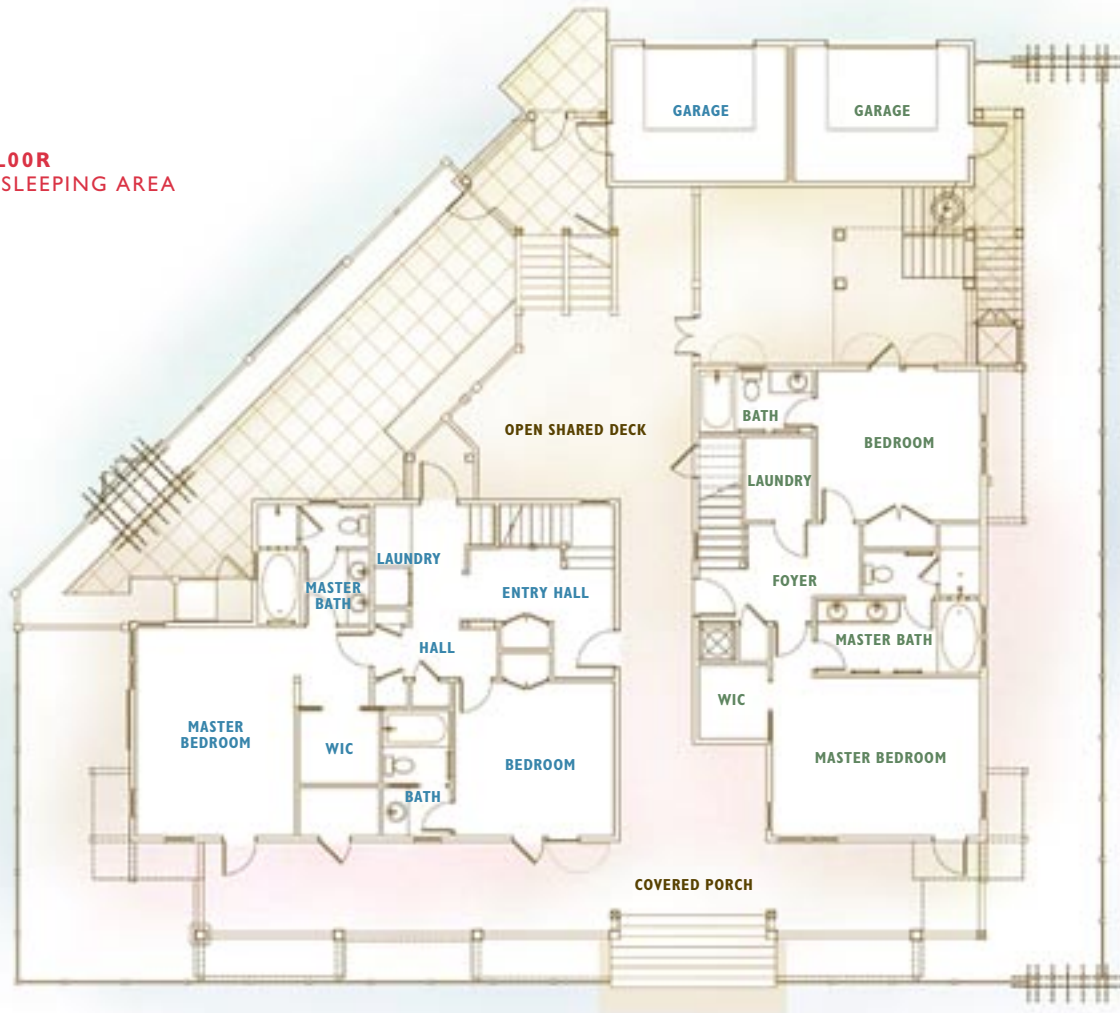 GARAGE
GARAGE
L00R
SLEEPING AREA
OPEN SHARED DECK
BATH
BEDROOM
LAUNDRY
LAUNDRY
MASTER
BATH
ENTRY HALL
FOYER
HALL
MASTER BATH
WIC
MASTER
BEDROOM
WIC
BEDROOM
MASTER BEDROOM
BATH
COVERED PORCH